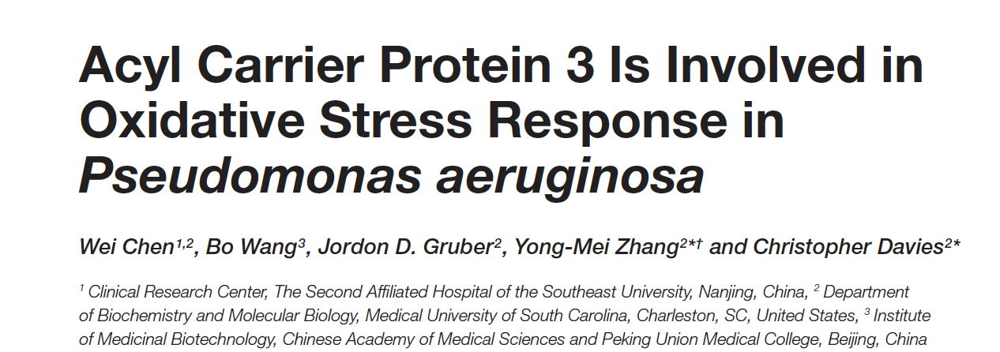 Acyl Carrier Protein 3 Is Involved in
Oxidative Stress Response in
Pseudomonas aeruginosa
Wei Chen1,2, Bo Wang3, Jordon D. Gruber2, Yong-Mei Zhang2*† and Christopher Davies2*
1 Clinical Research Center, The Second Affiliated Hospital of the Southeast University, Nanjing, China, 2 Department
of Biochemistry and Molecular Biology, Medical University of South Carolina, Charleston, SC, United States, 3 Institute
of Medicinal Biotechnology, Chinese Academy of Medical Sciences and Peking Union Medical College, Beijing, China